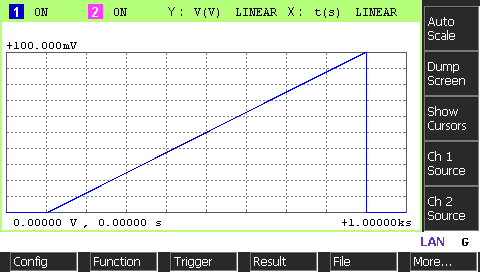 1 ON 2 ON Y: V(V) LINEAR X: t(s) LINEAR
+100.000mV
0.00000 V , 0.00000 s +1.00000ks
Auto
Scale
Dump
Screen
Show
Cursors
Ch 1
Source
Ch 2
Source
LAN G
Config Function Trigger Result File More...